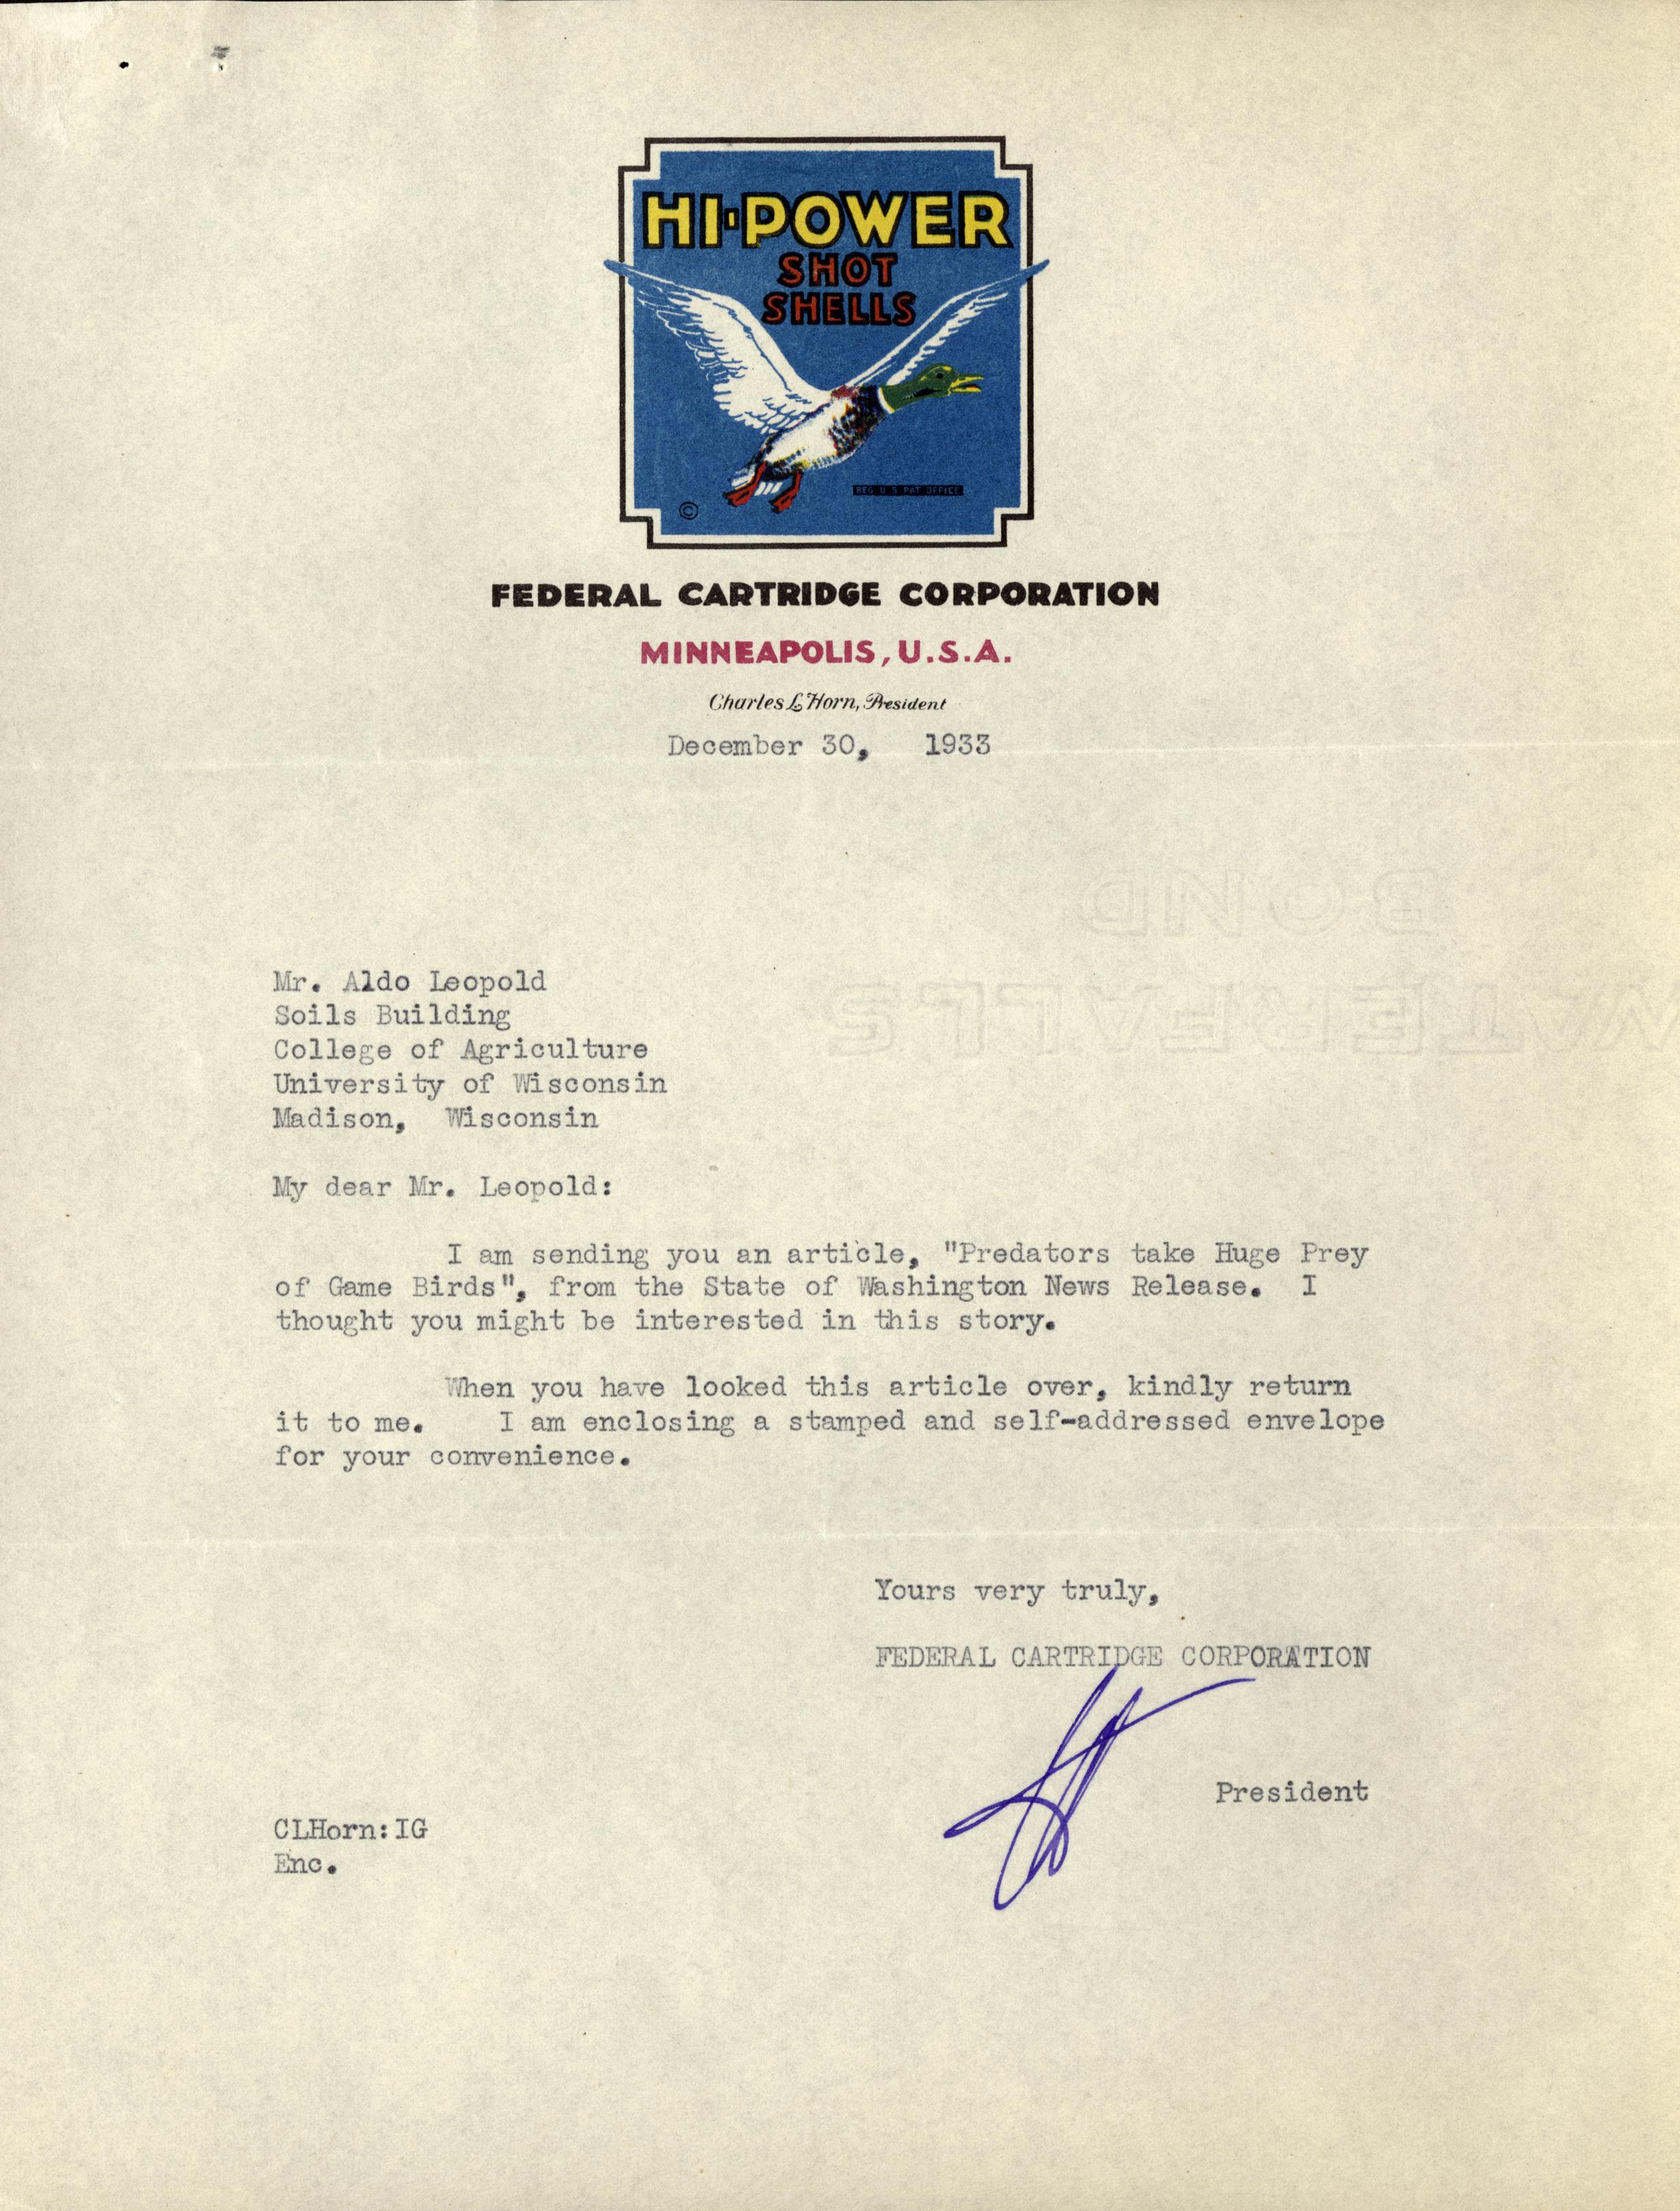 HI-POWER
SHOT
SHELLS
REG U S PAT OFFICE
©
FEDERAL CARTRIDGE CORPORATION
MINNEAPOLIS, U.S.A.
Charles L Horn, President
December 30, 1933
BOND
Mr. Aldo Leopold
Soils Building
College of Agriculture
University of Wisconsin
Madison, Wisconsin
My dear Mr. Leopold:
I am sending you an article, "Predators take Huge Prey
of Game Birds", from the State of Washington News Release. I
thought you might be interested in this story.
When you have looked this article over, kindly return
it to me. I am enclosing a stamped and self-addressed envelope
for your convenience.
Yours very truly,
FEDERAL CARTRIDGE CORPORATION
President
CLHorn:IG
Enc.